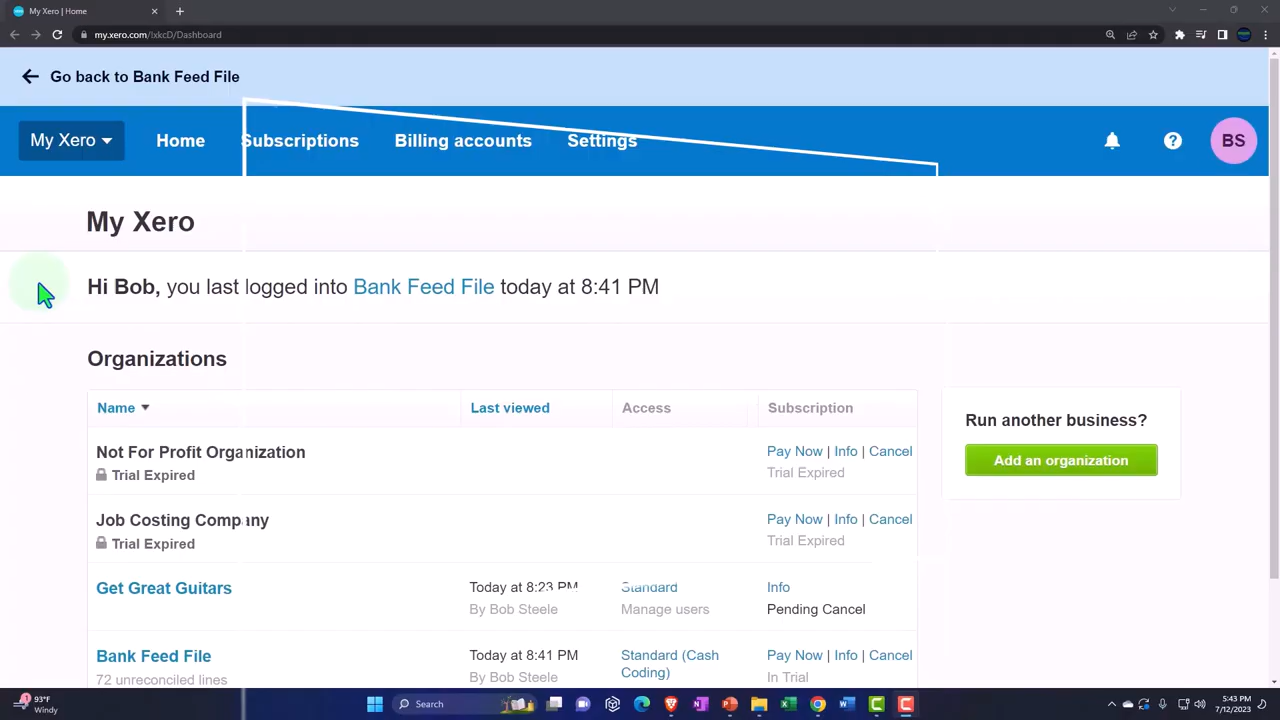 My Xero | Home
my.xero.com/!xkcD/Dashboard
Go back to Bank Feed File
My Xero Home Subscriptions Billing accounts Settings BS
My Xero
Hi Bob, you last logged into Bank Feed File today at 8:41 PM
Organizations
Name Last viewed Access Subscription
Run another business?
Add an organization
Not For Profit Organization Pay Now | Info | Cancel
Trial Expired Trial Expired
Job Costing Company Pay Now | Info | Cancel
Trial Expired Trial Expired
Get Great Guitars Today at 8:23 PM Standard Info
By Bob Steele Manage users Pending Cancel
Bank Feed File Today at 8:41 PM Standard (Cash Coding) Pay Now | Info | Cancel
72 unreconciled lines By Bob Steele In Trial
1 93°F
Windy
Search
5:43 PM
7/12/2023